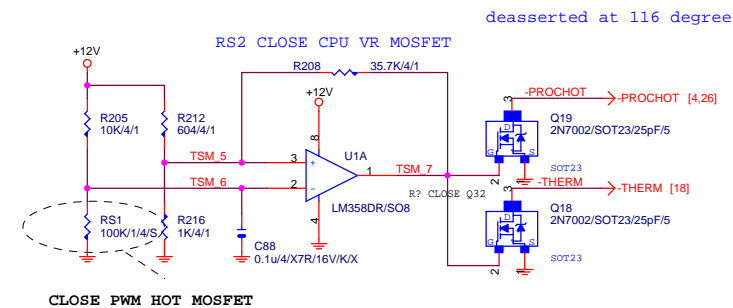 deasserted at 116 degree
RS2 CLOSE CPU VR MOSFET
+12V
R208
35.7K/4/1
+12V
-PROCHOT
-PROCHOT [4,26]
R205
10K/4/1
R212
604/4/1
3
D
G
S
Q19
2N7002/SOT23/25pF/5
SOT23
2
8
TSM_5
3
+
U1A
TSM_6
2
-
1
TSM_7
R? CLOSE Q32
LM358DR/SO8
4
-THERM
-THERM [18]
3
D
G
S
Q18
2N7002/SOT23/25pF/5
SOT23
2
RS1
100K/1/4/S
R216
1K/4/1
C88
0.1u/4/X7R/16V/K/X
CLOSE PWM HOT MOSFET